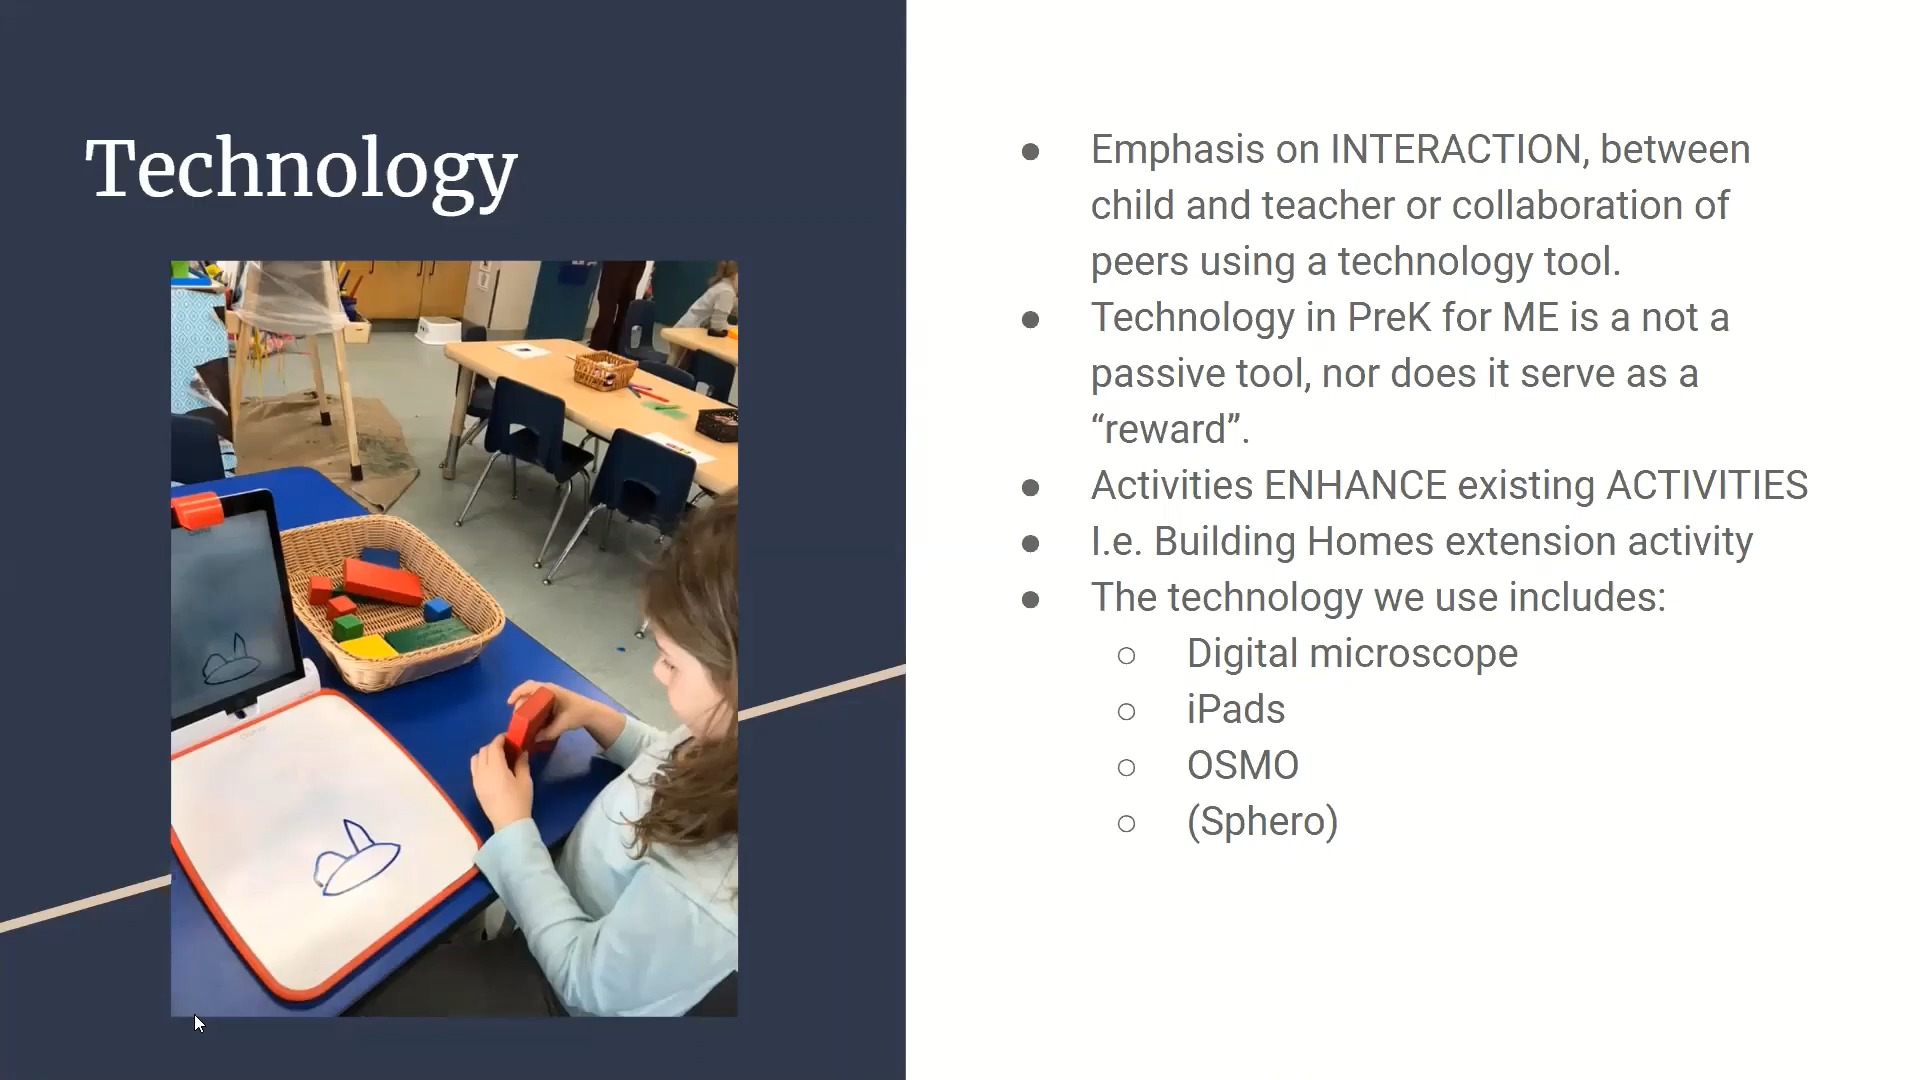 Technology
● Emphasis on INTERACTION, between
child and teacher or collaboration of
peers using a technology tool.
● Technology in PreK for ME is a not a
passive tool, nor does it serve as a
“reward”.
● Activities ENHANCE existing ACTIVITIES
● I.e. Building Homes extension activity
● The technology we use includes:
○ Digital microscope
○ iPads
○ OSMO
○ (Sphero)